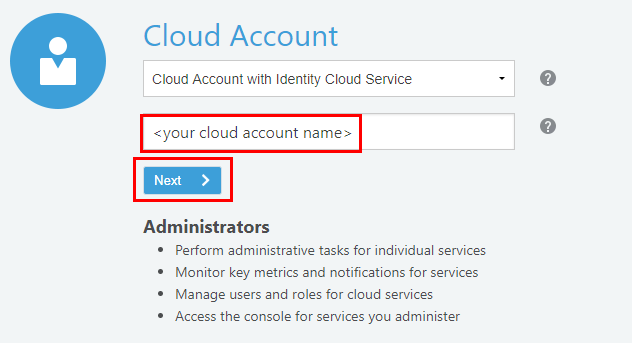 Cloud Account
Cloud Account with Identity Cloud Service
?
<your cloud account name>
?
Next
Administrators
• Perform administrative tasks for individual services
• Monitor key metrics and notifications for services
• Manage users and roles for cloud services
• Access the console for services you administer